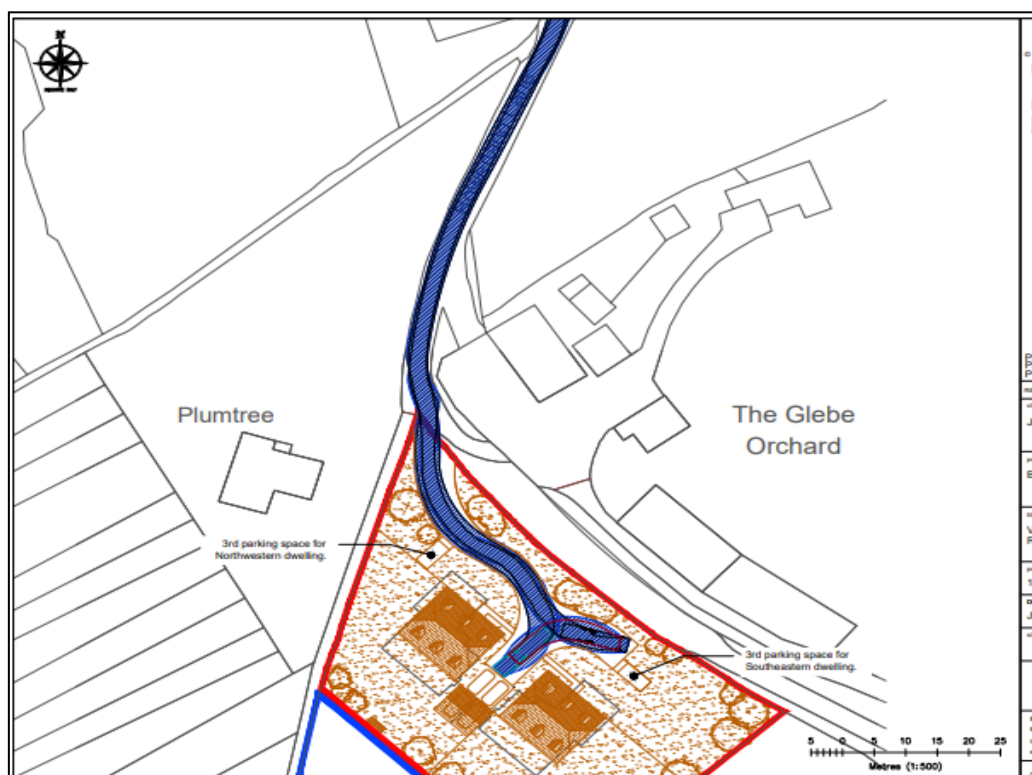 N
Plumtree
The Glebe
Orchard
3rd parking space for
Northwestern dwelling.
3rd parking space for
Southeastern dwelling.
5 0 5 10 15 20 25
Metres (1:500)